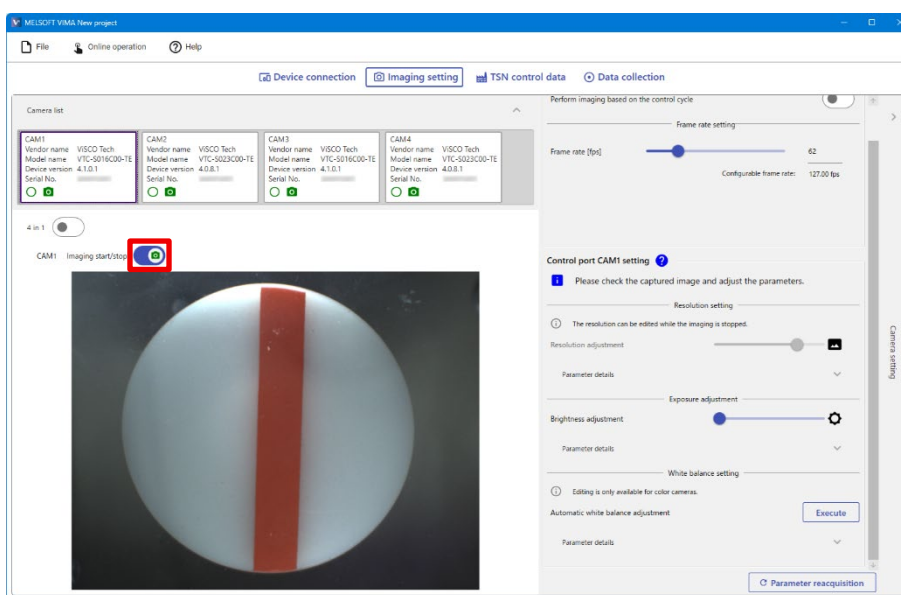 MELSOFT VIMA New project
File Online operation Help
Device connection Imaging setting TSN control data Data collection
Camera list
CAM1
Vendor name ViSCO Tech
Model name VTC-S016C00-TE
Device version 4.1.0.1
Serial No.
CAM2
Vendor name ViSCO Tech
Model name VTC-S023C00-TE
Device version 4.0.8.1
Serial No.
CAM3
Vendor name ViSCO Tech
Model name VTC-S016C00-TE
Device version 4.1.0.1
Serial No.
CAM4
Vendor name ViSCO Tech
Model name VTC-S023C00-TE
Device version 4.0.8.1
Serial No.
4 in 1
CAM1 Imaging start/stop
Perform imaging based on the control cycle
Frame rate setting
Frame rate [fps] 62
Configurable frame rate: 127.00 fps
Control port CAM1 setting ?
Please check the captured image and adjust the parameters.
Resolution setting
The resolution can be edited while the imaging is stopped.
Resolution adjustment
Parameter details
Exposure adjustment
Brightness adjustment
Parameter details
White balance setting
Editing is only available for color cameras.
Automatic white balance adjustment Execute
Parameter details
Parameter reacquisition
Camera setting